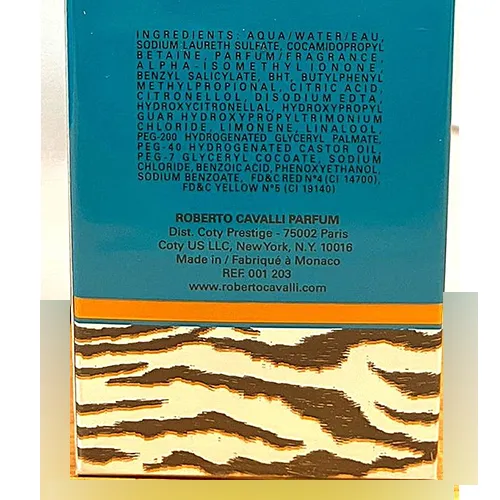 INGREDIENTS: AQUA/WATER/EAU,
SODIUM LAURETH SULFATE, COCAMIDOPROPYL
BETAINE, PARFUM/FRAGRANCE,
ALPHA-ISOMETHYL IONONE,
BENZYL SALICYLATE, BHT, BUTYLPHENYL
METHYLPROPIONAL, CITRIC ACID,
CITRONELLOL, DISODIUM EDTA,
HYDROXYCITRONELLAL, HYDROXYPROPYL
GUAR HYDROXYPROPYLTRIMONIUM
CHLORIDE, LIMONENE, LINALOOL,
PEG-200 HYDROGENATED GLYCERYL PALMATE,
PEG-40 HYDROGENATED CASTOR OIL,
PEG-7 GLYCERYL COCOATE, SODIUM
CHLORIDE, BENZOIC ACID, PHENOXYETHANOL,
SODIUM BENZOATE, FD&C RED Nº4 (CI 14700),
FD&C YELLOW Nº5 (CI 19140)
ROBERTO CAVALLI PARFUM
Dist. Coty Prestige - 75002 Paris
Coty US LLC, New York, N.Y. 10016
Made in / Fabriqué à Monaco
REF. 001 203
www.robertocavalli.com